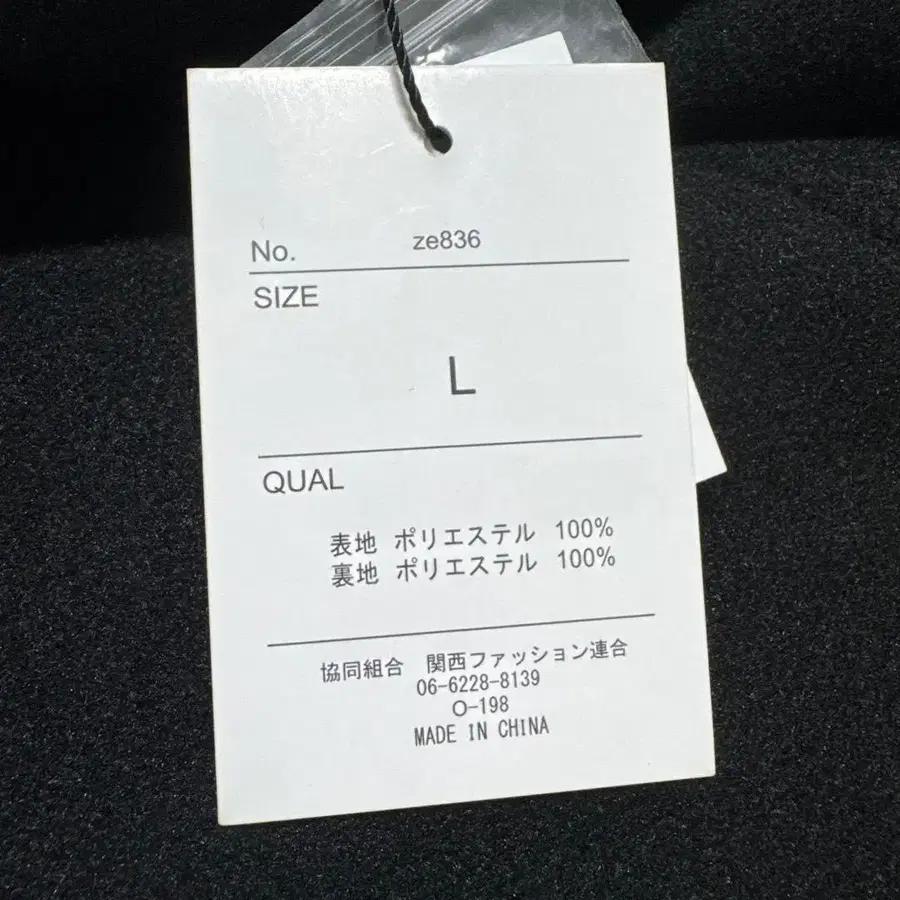 No. ze836
SIZE
L
QUAL
表地 ポリエステル 100%
裏地 ポリエステル 100%
協同組合 関西ファッション連合
06-6228-8139
O-198
MADE IN CHINA